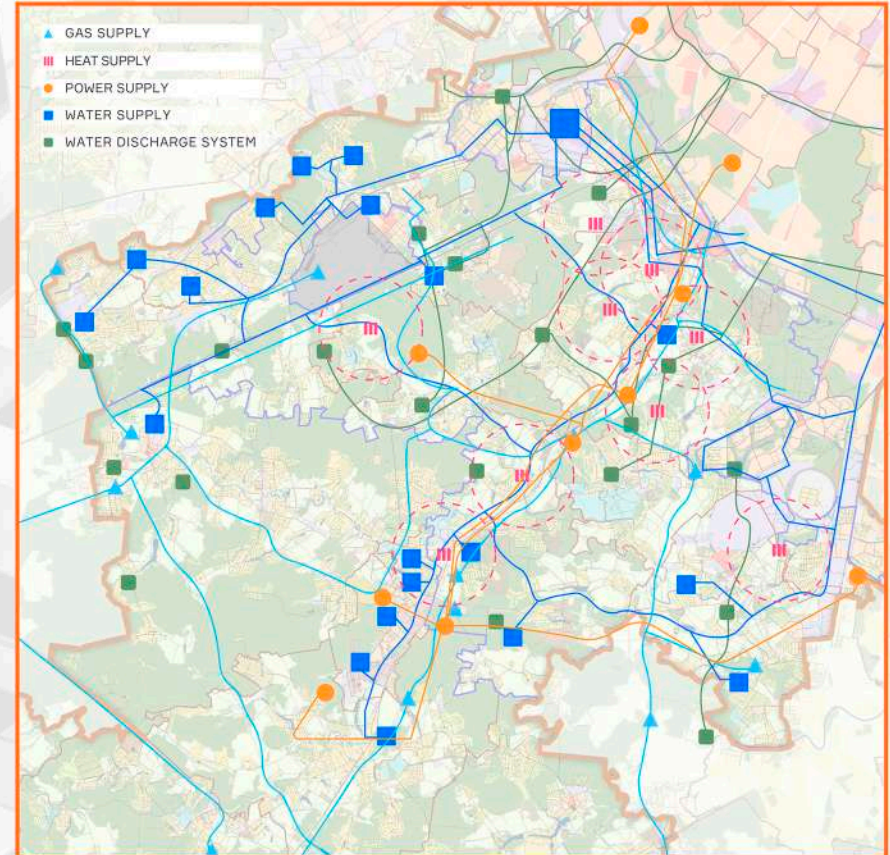 GAS SUPPLY
HEAT SUPPLY
POWER SUPPLY
WATER SUPPLY
WATER DISCHARGE SYSTEM